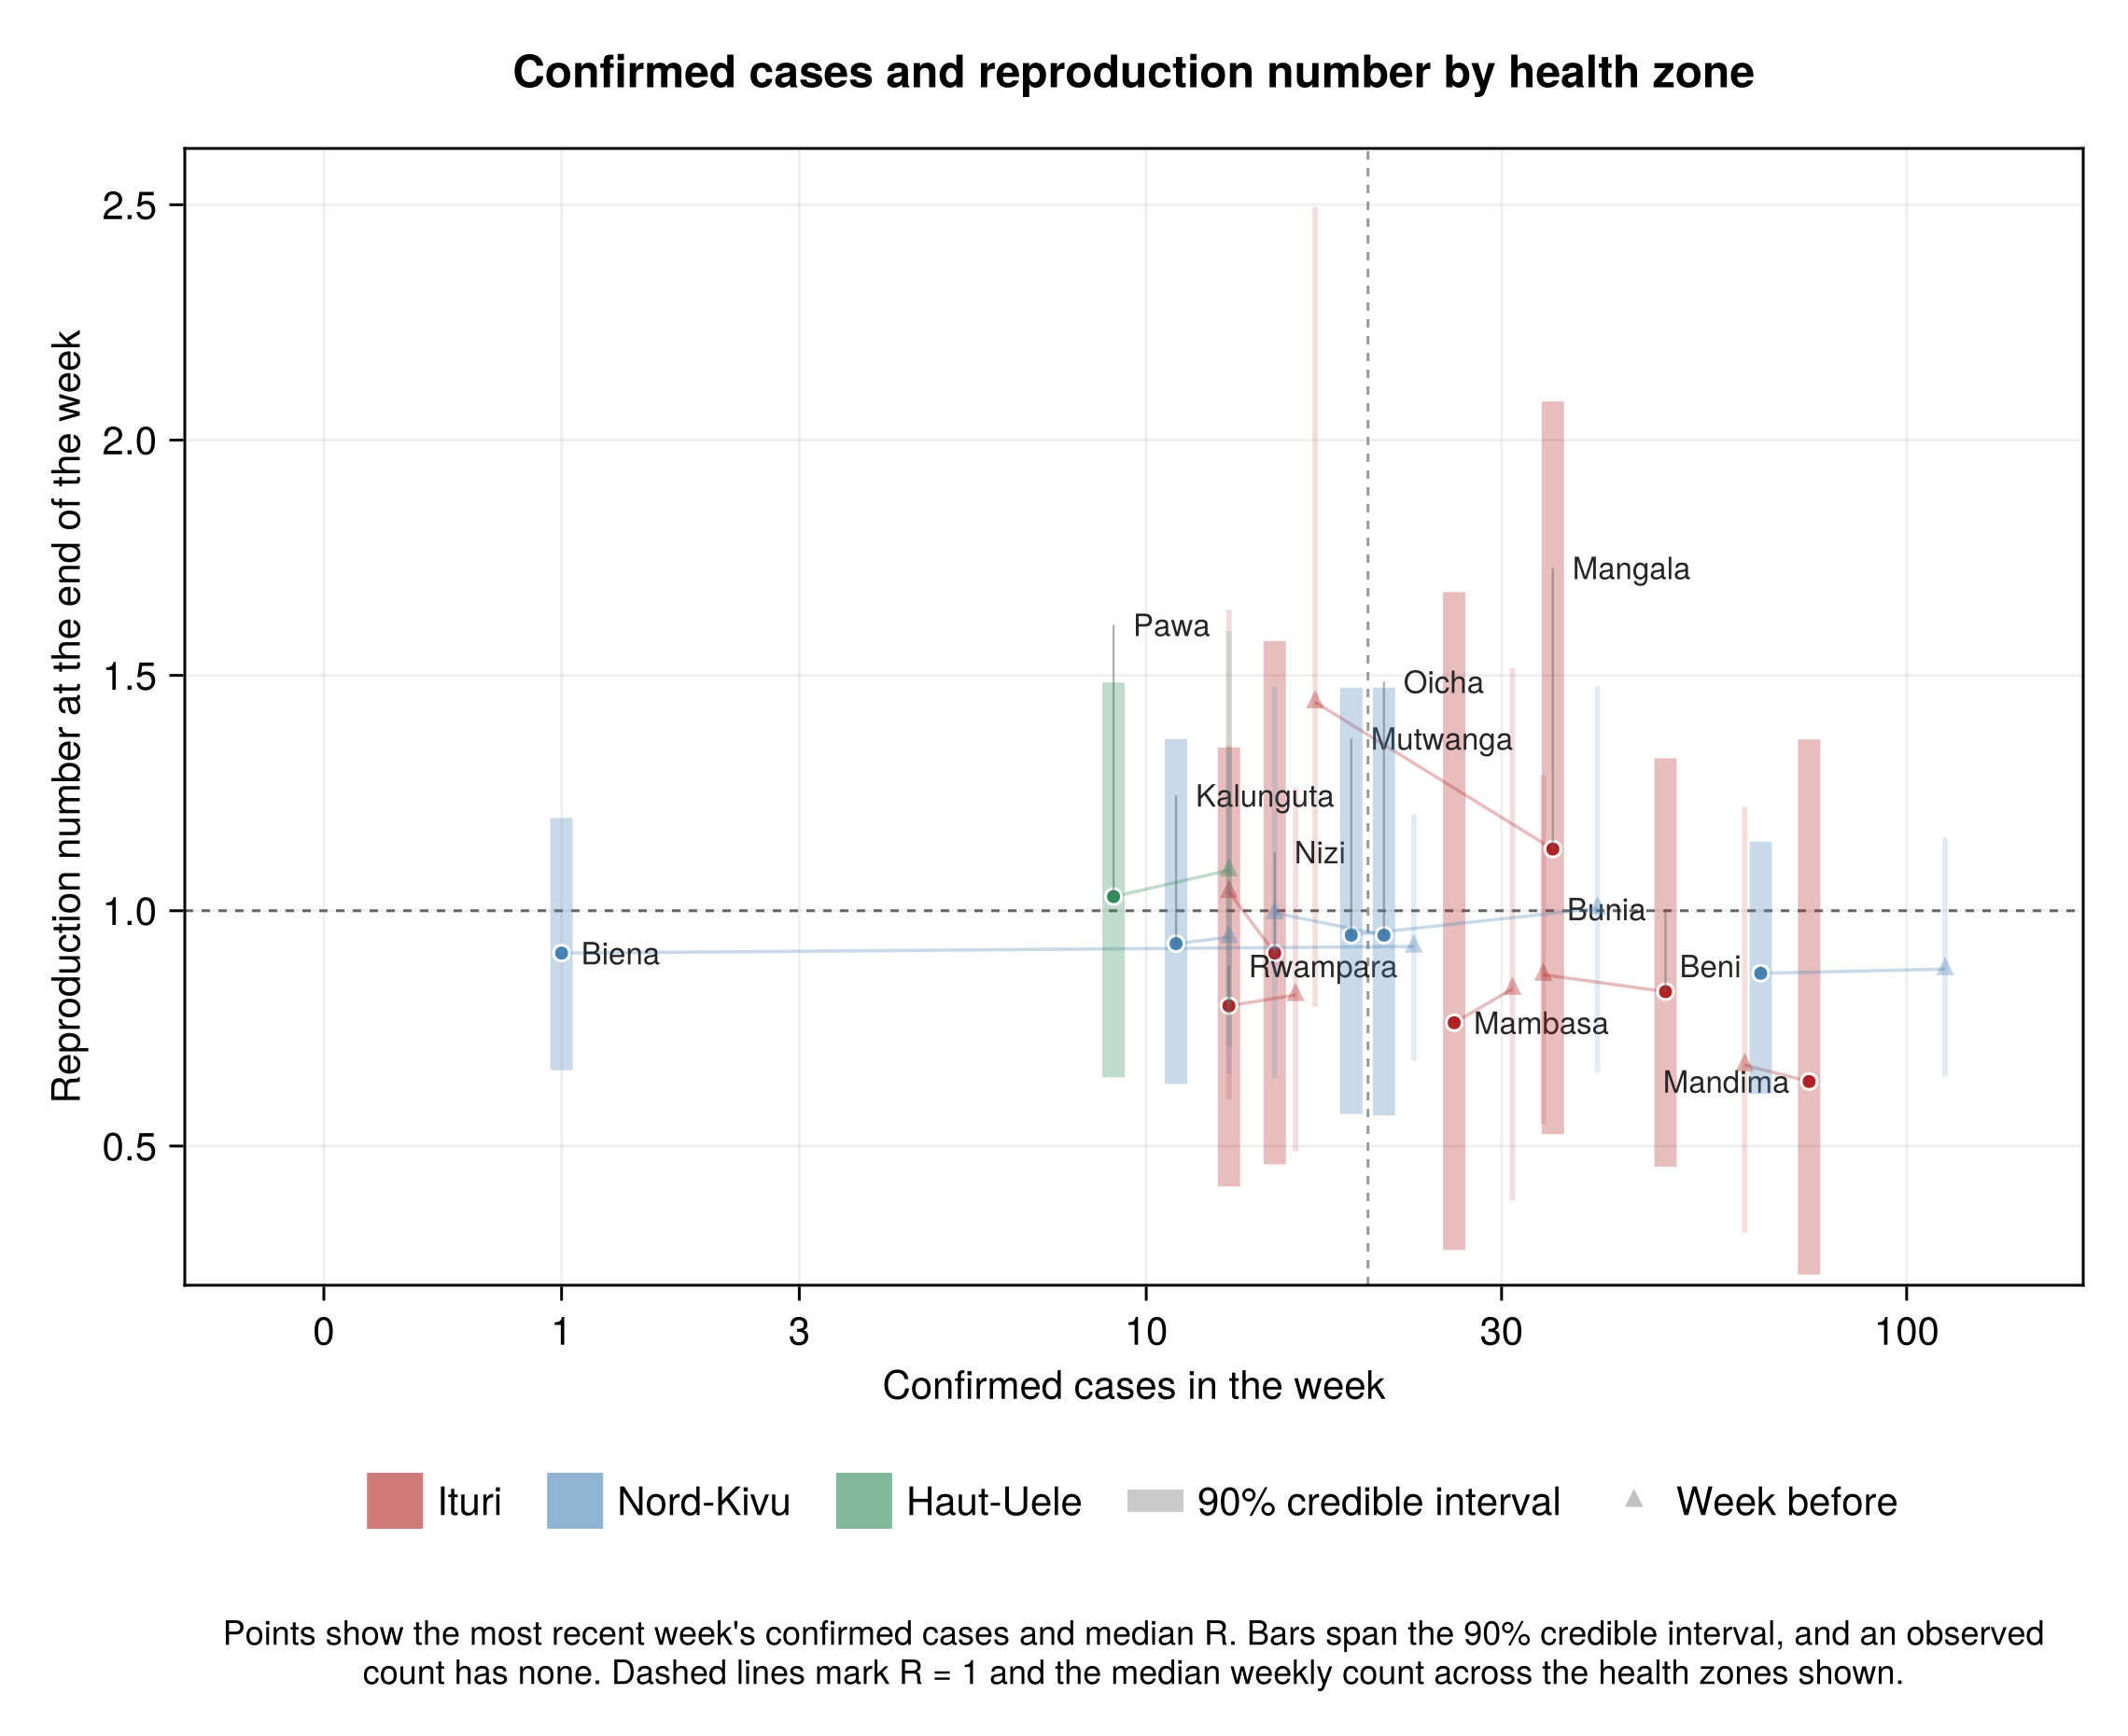 Confirmed cases and reproduction number by health zone
Reproduction number at the end of the week
2.5
2.0
1.5
1.0
0.5
Mangala
Pawa
Oicha
Mutwanga
Kalunguta
Nizi
Bunia
Biena
Rwampara
Beni
Mambasa
Mandima
0 1 3 10 30 100
Confirmed cases in the week
Ituri Nord-Kivu Haut-Uele 90% credible interval Week before
Points show the most recent week's confirmed cases and median R. Bars span the 90% credible interval, and an observed
count has none. Dashed lines mark R = 1 and the median weekly count across the health zones shown.